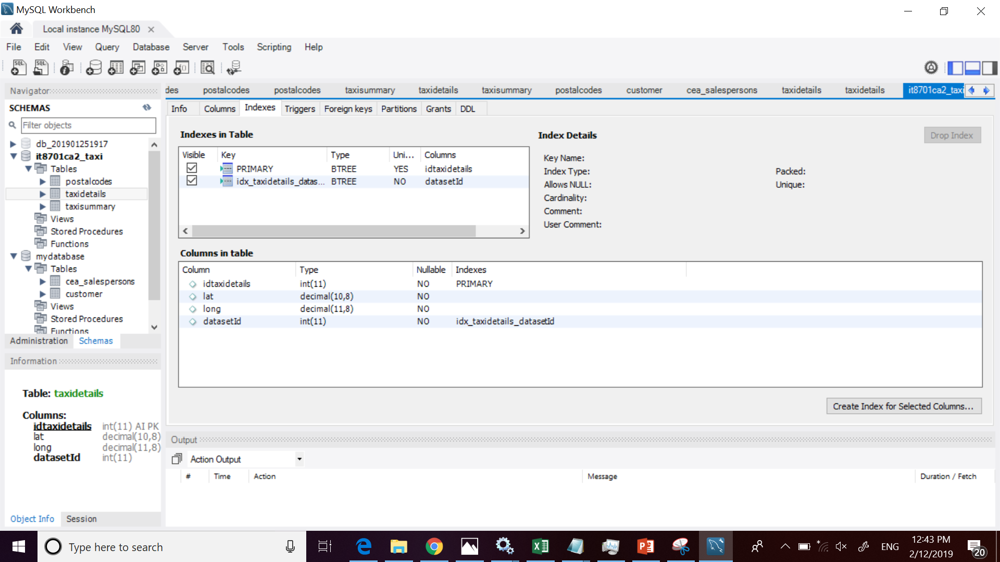 MySQL Workbench
Local instance MySQL80
File Edit View Query Database Server Tools Scripting Help
Navigator
SCHEMAS
Filter objects
db_201901251917
it8701ca2_taxi
Tables
postalcodes
taxidetails
taxisummary
Views
Stored Procedures
Functions
mydatabase
Tables
cea_salespersons
customer
Views
Stored Procedures
Functions
Administration Schemas
Information
Table: taxidetails
Columns:
idtaxidetails int(11) AI PK
lat decimal(10,8)
long decimal(11,8)
datasetId int(11)
Object Info Session
des postalcodes postalcodes taxisummary taxidetails taxisummary postalcodes customer cea_salespersons taxidetails taxidetails it8701ca2_taxi
Info Columns Indexes Triggers Foreign keys Partitions Grants DDL
Indexes in Table
Visible Key Type Uni... Columns
PRIMARY BTREE YES idtaxidetails
idx_taxidetails_datas... BTREE NO datasetId
Index Details
Drop Index
Key Name:
Index Type: Packed:
Allows NULL: Unique:
Cardinality:
Comment:
User Comment:
Columns in table
Column Type Nullable Indexes
idtaxidetails int(11) NO PRIMARY
lat decimal(10,8) NO
long decimal(11,8) NO
datasetId int(11) NO idx_taxidetails_datasetId
Create Index for Selected Columns...
Output
Action Output
# Time Action Message Duration / Fetch
Type here to search
ENG
12:43 PM
2/12/2019
20